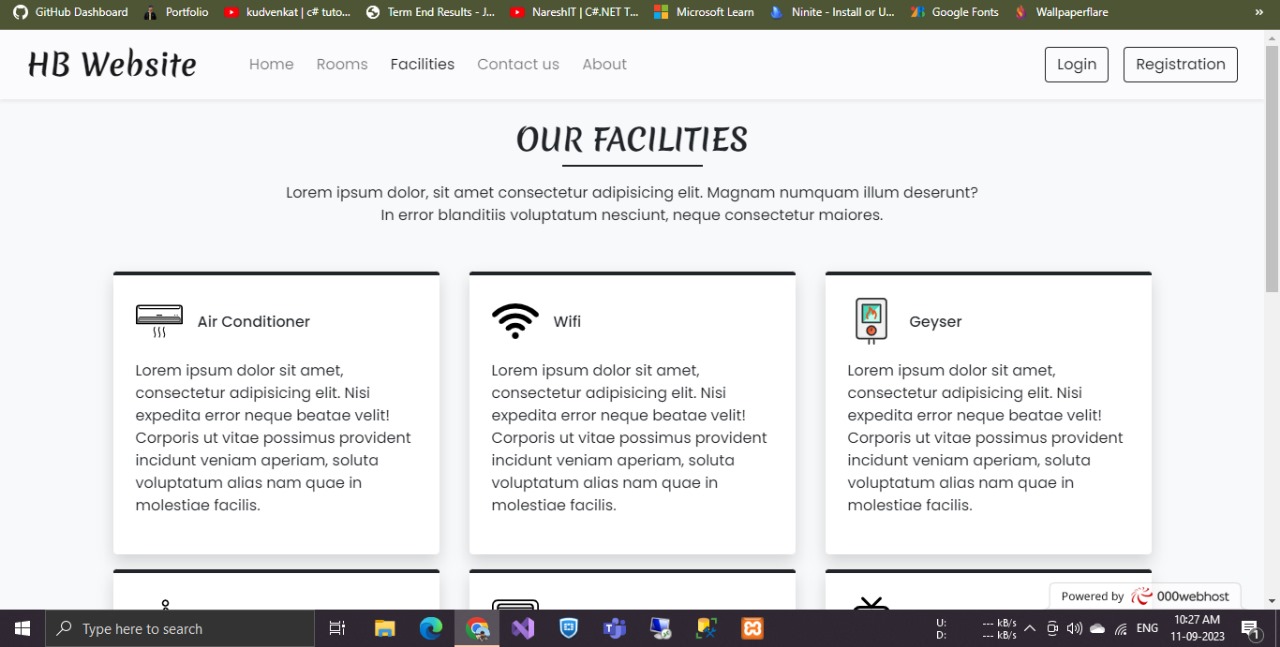 GitHub Dashboard Portfolio kudvenkat | c# tuto... Term End Results - J... NareshIT | C#.NET T... Microsoft Learn Ninite - Install or U... Google Fonts Wallpaperflare »
HB Website Home Rooms Facilities Contact us About Login Registration
OUR FACILITIES
Lorem ipsum dolor, sit amet consectetur adipisicing elit. Magnam numquam illum deserunt?
In error blanditiis voluptatum nesciunt, neque consectetur maiores.
Air Conditioner
Lorem ipsum dolor sit amet,
consectetur adipisicing elit. Nisi
expedita error neque beatae velit!
Corporis ut vitae possimus provident
incidunt veniam aperiam, soluta
voluptatum alias nam quae in
molestiae facilis.
Wifi
Lorem ipsum dolor sit amet,
consectetur adipisicing elit. Nisi
expedita error neque beatae velit!
Corporis ut vitae possimus provident
incidunt veniam aperiam, soluta
voluptatum alias nam quae in
molestiae facilis.
Geyser
Lorem ipsum dolor sit amet,
consectetur adipisicing elit. Nisi
expedita error neque beatae velit!
Corporis ut vitae possimus provident
incidunt veniam aperiam, soluta
voluptatum alias nam quae in
molestiae facilis.
Powered by 000webhost
Type here to search
U: --- kB/s
D: --- kB/s
ENG
10:27 AM
11-09-2023
1